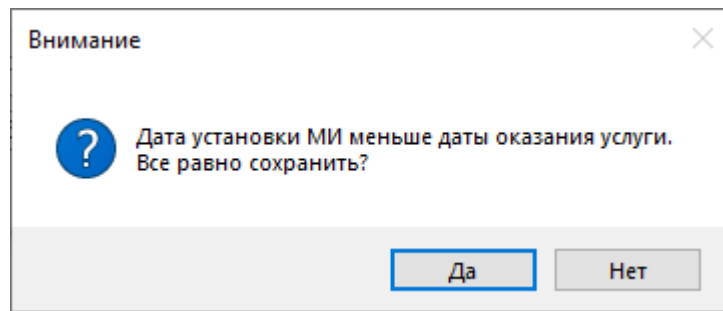 Внимание
Дата установки МИ меньше даты оказания услуги.
Все равно сохранить?
Да
Нет